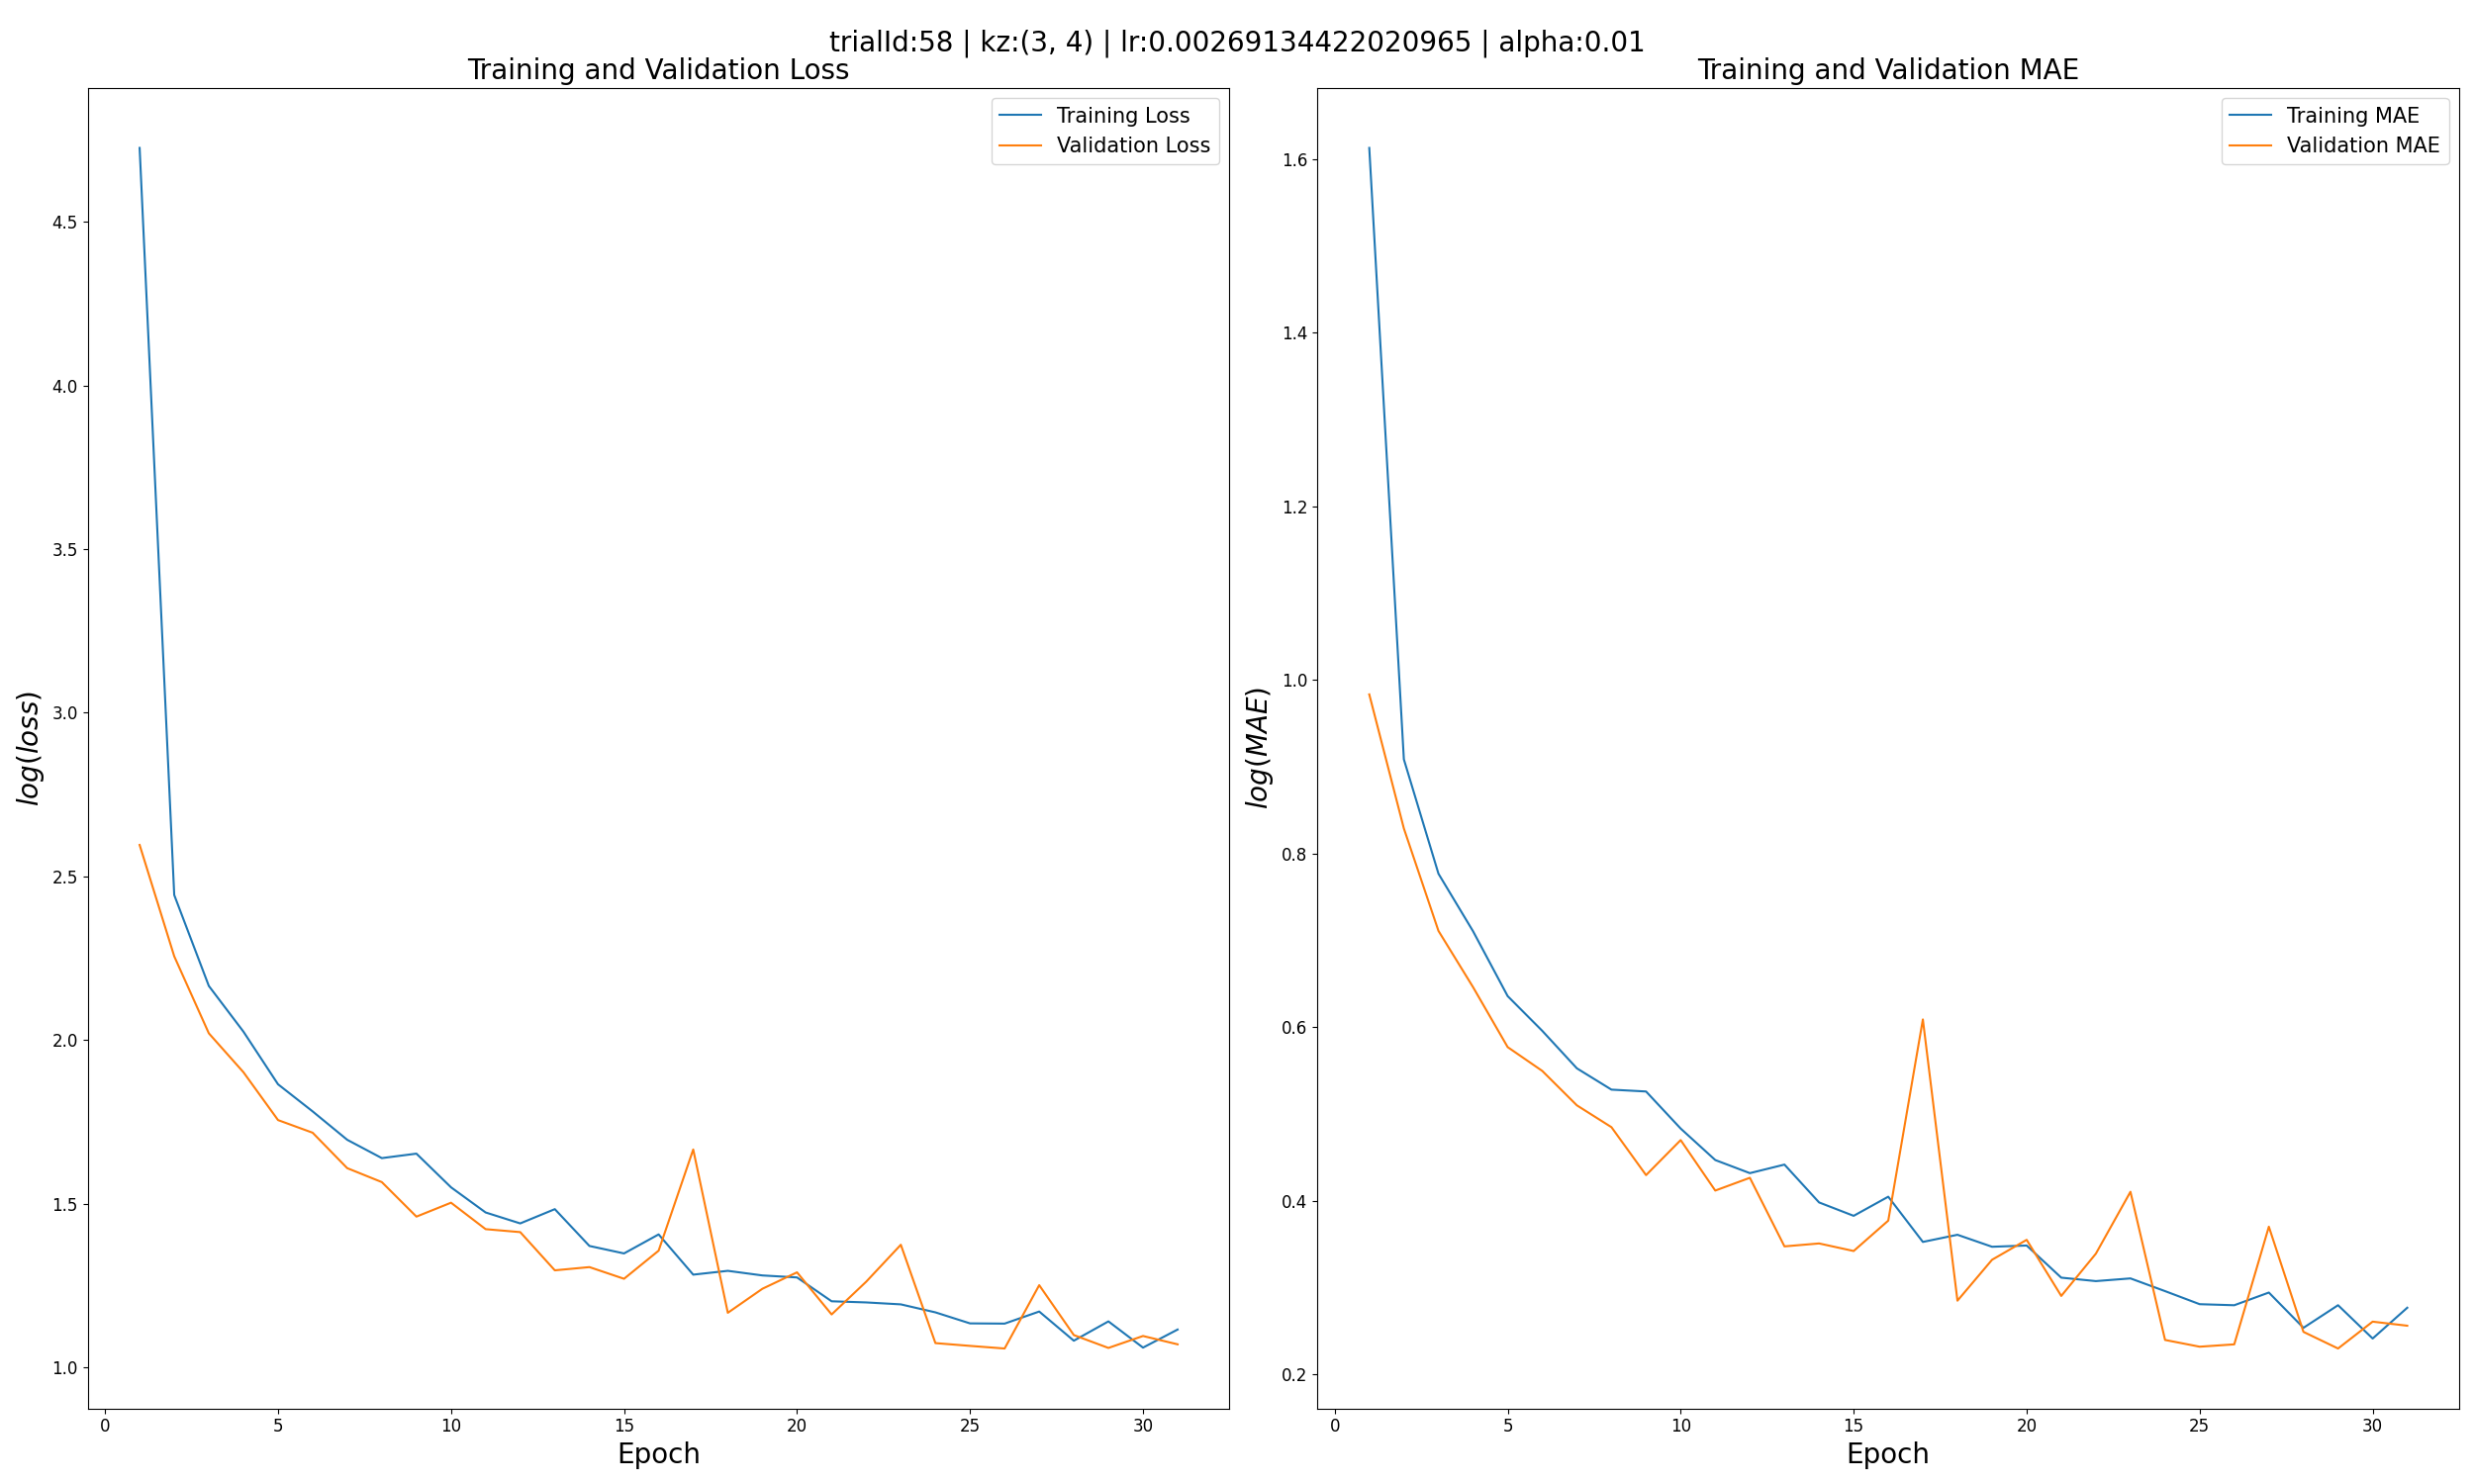 trialId:58 | kz:(3, 4) | lr:0.00269134422020965 | alpha:0.01
Training and Validation Loss
Training Loss
Validation Loss
4.5
4.0
3.5
3.0
2.5
2.0
1.5
1.0
log(loss)
0 5 10 15 20 25 30
Epoch
Training and Validation MAE
Training MAE
Validation MAE
1.6
1.4
1.2
1.0
0.8
0.6
0.4
0.2
log(MAE)
0 5 10 15 20 25 30
Epoch